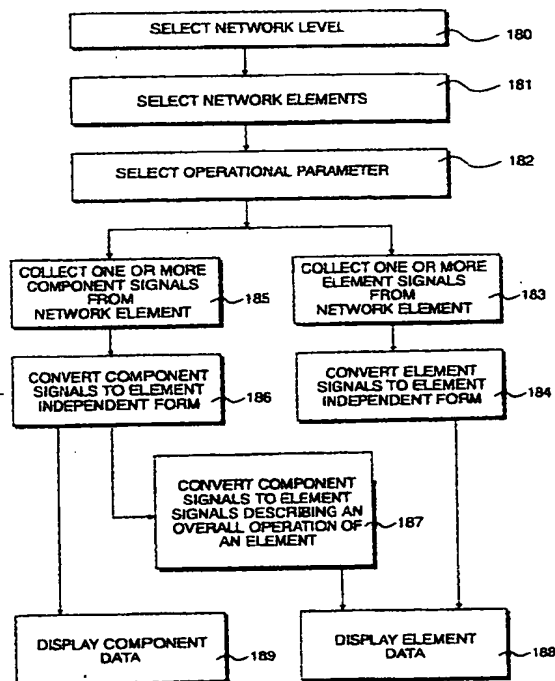 SELECT NETWORK LEVEL
180
SELECT NETWORK ELEMENTS
181
SELECT OPERATIONAL PARAMETER
182
COLLECT ONE OR MORE
COMPONENT SIGNALS
FROM
NETWORK ELEMENT
185
COLLECT ONE OR MORE
ELEMENT SIGNALS
FROM
NETWORK ELEMENT
183
CONVERT COMPONENT
SIGNALS TO ELEMENT
INDEPENDENT FORM
186
CONVERT ELEMENT
SIGNALS TO ELEMENT
INDEPENDENT FORM
184
CONVERT COMPONENT
SIGNALS TO ELEMENT
SIGNALS DESCRIBING AN
OVERALL OPERATION OF
AN ELEMENT
187
DISPLAY COMPONENT
DATA
189
DISPLAY ELEMENT
DATA
188